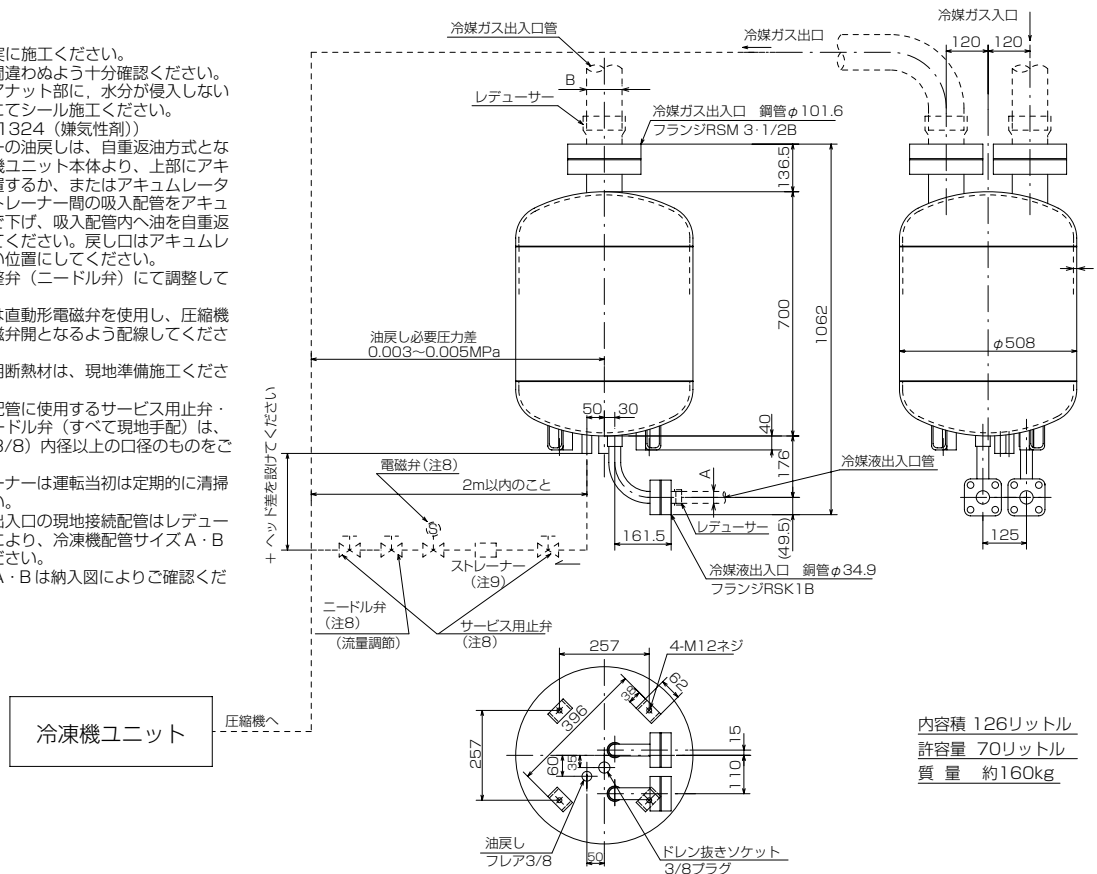 実に施工ください。
間違わぬよう十分確認ください。
アナット部に，水分が侵入しない
にてシール施工ください。
1324（嫌気性剤））
ーの油戻しは、自重返油方式とな
機ユニット本体より、上部にアキ
置するか、またはアキュムレータ
トレーナー間の吸入配管をアキュ
で下げ、吸入配管内へ油を自重返
てください。戻し口はアキュムレ
い位置にしてください。
整弁（ニードル弁）にて調整して
は直動形電磁弁を使用し、圧縮機
磁弁開となるよう配線してくださ
用断熱材は、現地準備施工くださ
配管に使用するサービス用止弁・
ードル弁（すべて現地手配）は、
3/8）内径以上の口径のものをご
ーナーは運転当初は定期的に清掃
い。
出入口の現地接続配管はレデュー
により、冷凍機配管サイズA・B
ださい。
A・Bは納入図によりご確認くだ
冷媒ガス出入口管
冷媒ガス出口
冷媒ガス入口
120
120
B
レデューサー
冷媒ガス出入口　鋼管φ101.6
フランジRSM 3·1/2B
136.5
700
1062
φ508
油戻し必要圧力差
0.003〜0.005MPa
50
30
40
176
(49.5)
A
冷媒液出入口管
レデューサー
161.5
125
冷媒液出入口　銅管φ34.9
フランジRSK1B
＋ヘッド差を設けてください
電磁弁(注8)
2m以内のこと
S
ストレーナー
(注9)
ニードル弁
(注8)
(流量調節)
サービス用止弁
(注8)
冷凍機ユニット
圧縮機へ
257
4-M12ネジ
62
38
396
257
60
35
15
110
油戻し
フレア3/8
50
ドレン抜きソケット
3/8プラグ
内容積 126リットル
許容量 70リットル
質 量　約160kg